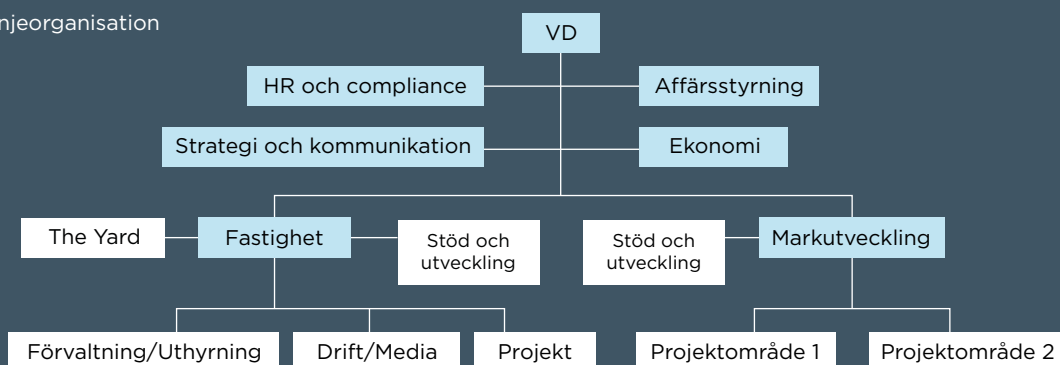 njeorganisation
VD
HR och compliance
Affärsstyrning
Strategi och kommunikation
Ekonomi
The Yard
Fastighet
Stöd och
utveckling
Stöd och
utveckling
Markutveckling
Förvaltning/Uthyrning
Drift/Media
Projekt
Projektområde 1
Projektområde 2